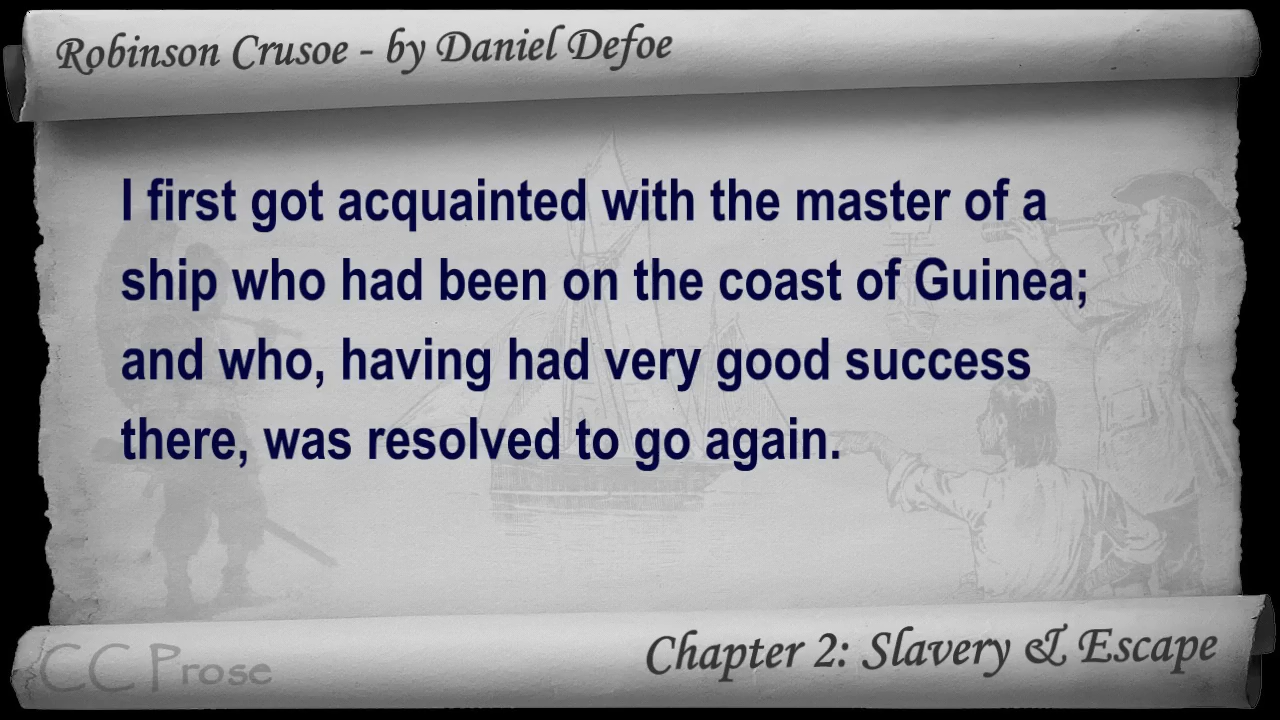 Robinson Crusoe - by Daniel Defoe
I first got acquainted with the master of a
ship who had been on the coast of Guinea;
and who, having had very good success
there, was resolved to go again.
CC Prose
Chapter 2: Slavery & Escape